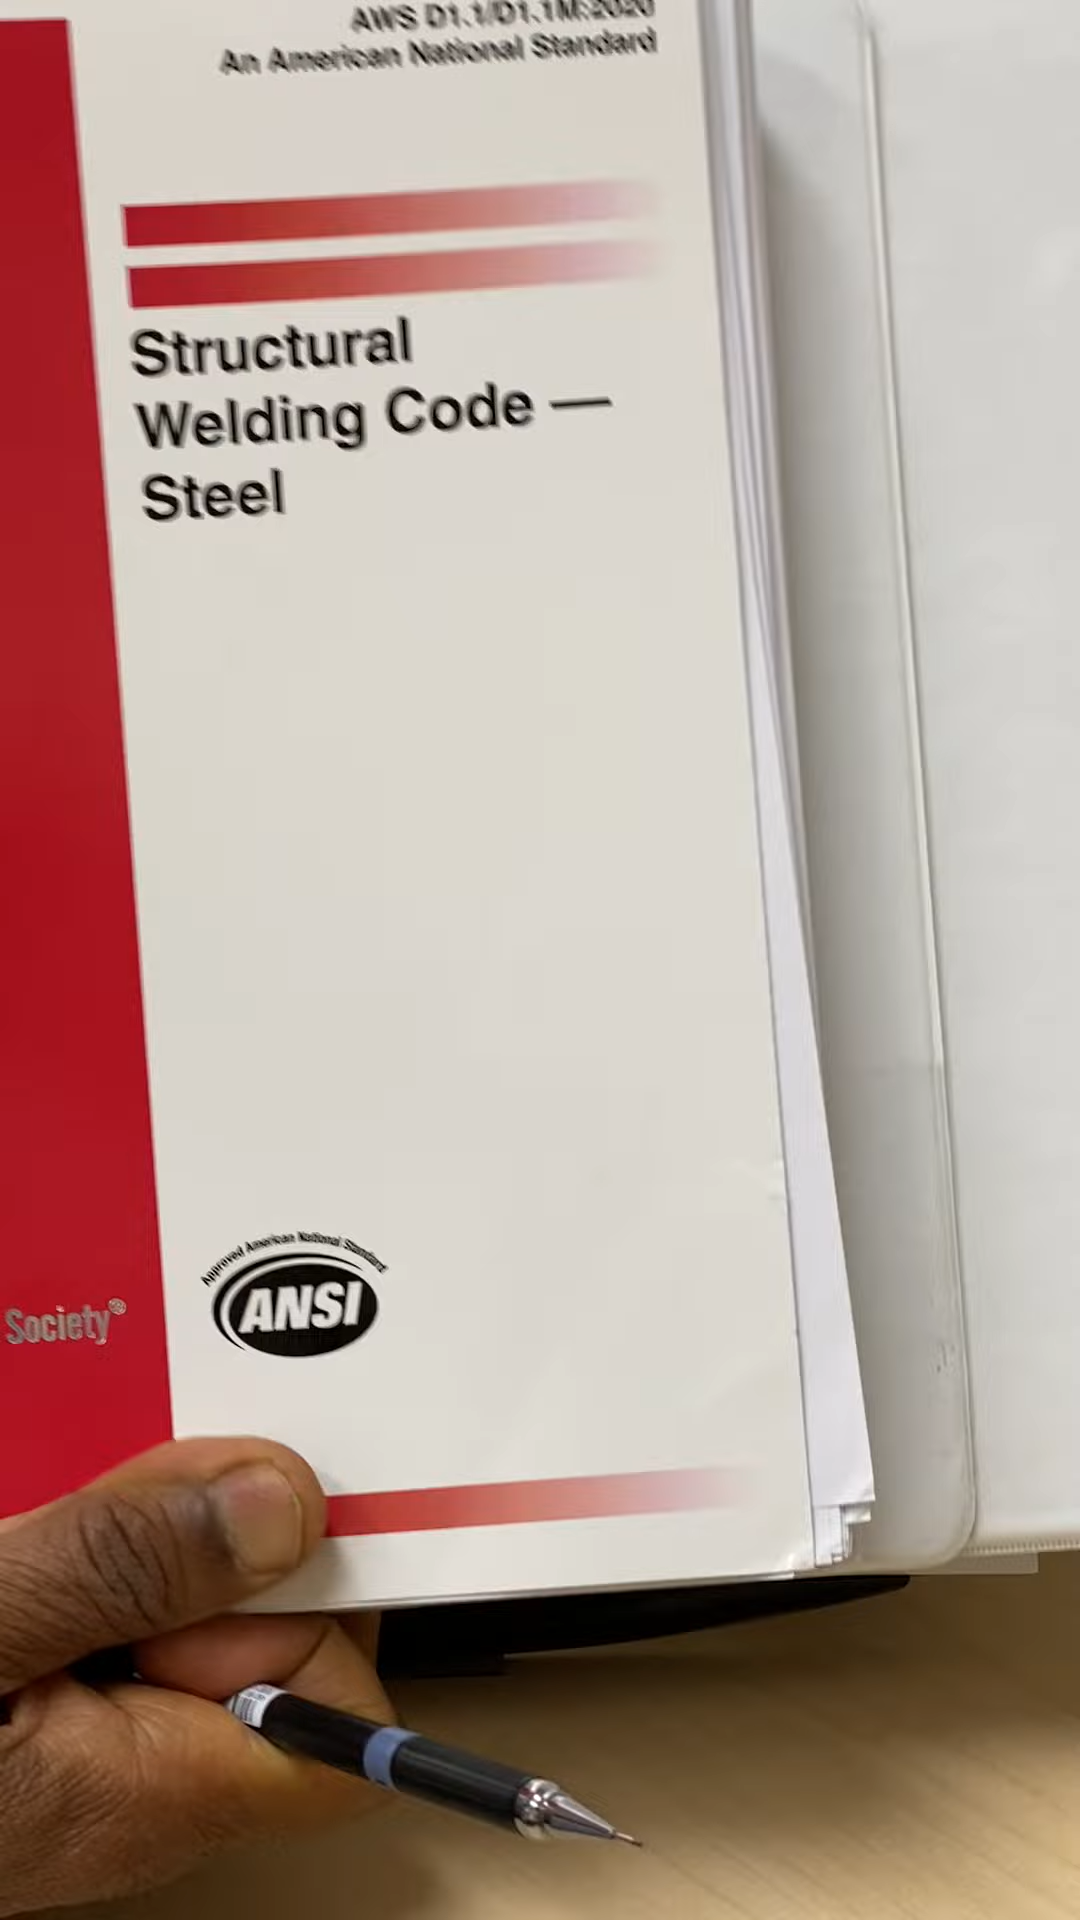 AWS D1.1/D1.1M:2020
An American National Standard
Structural
Welding Code —
Steel
Approved American National Standard
ANSI
Society®